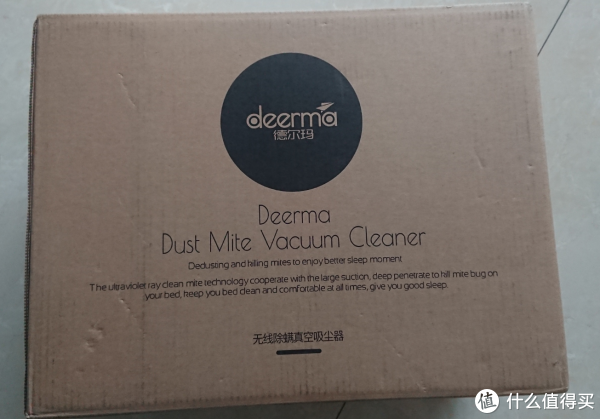 deerma
德尔玛
Deerma
Dust Mite Vacuum Cleaner
Dedusting and killing mites to enjoy better sleep moment
The ultraviolet ray clean mite technology cooperate with the large suction, deep penetrate to hill mite bug on
your bed, keep you bed clean and comfortable at all times, give you good sleep.
无线除螨真空吸尘器
值 什么值得买